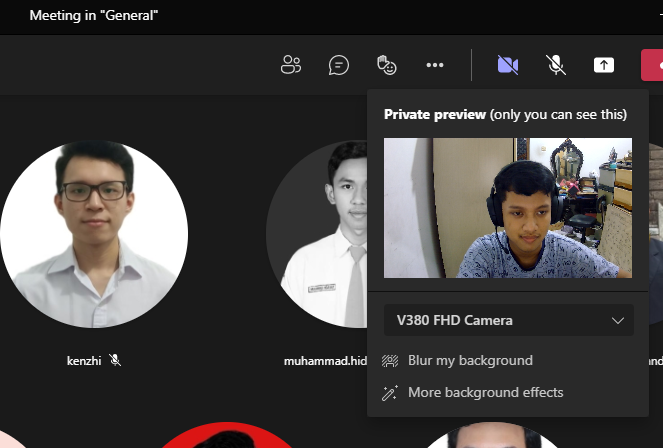 Meeting in "General"
Private preview (only you can see this)
V380 FHD Camera
kenzhi
muhammad.hid
Blur my background
More background effects